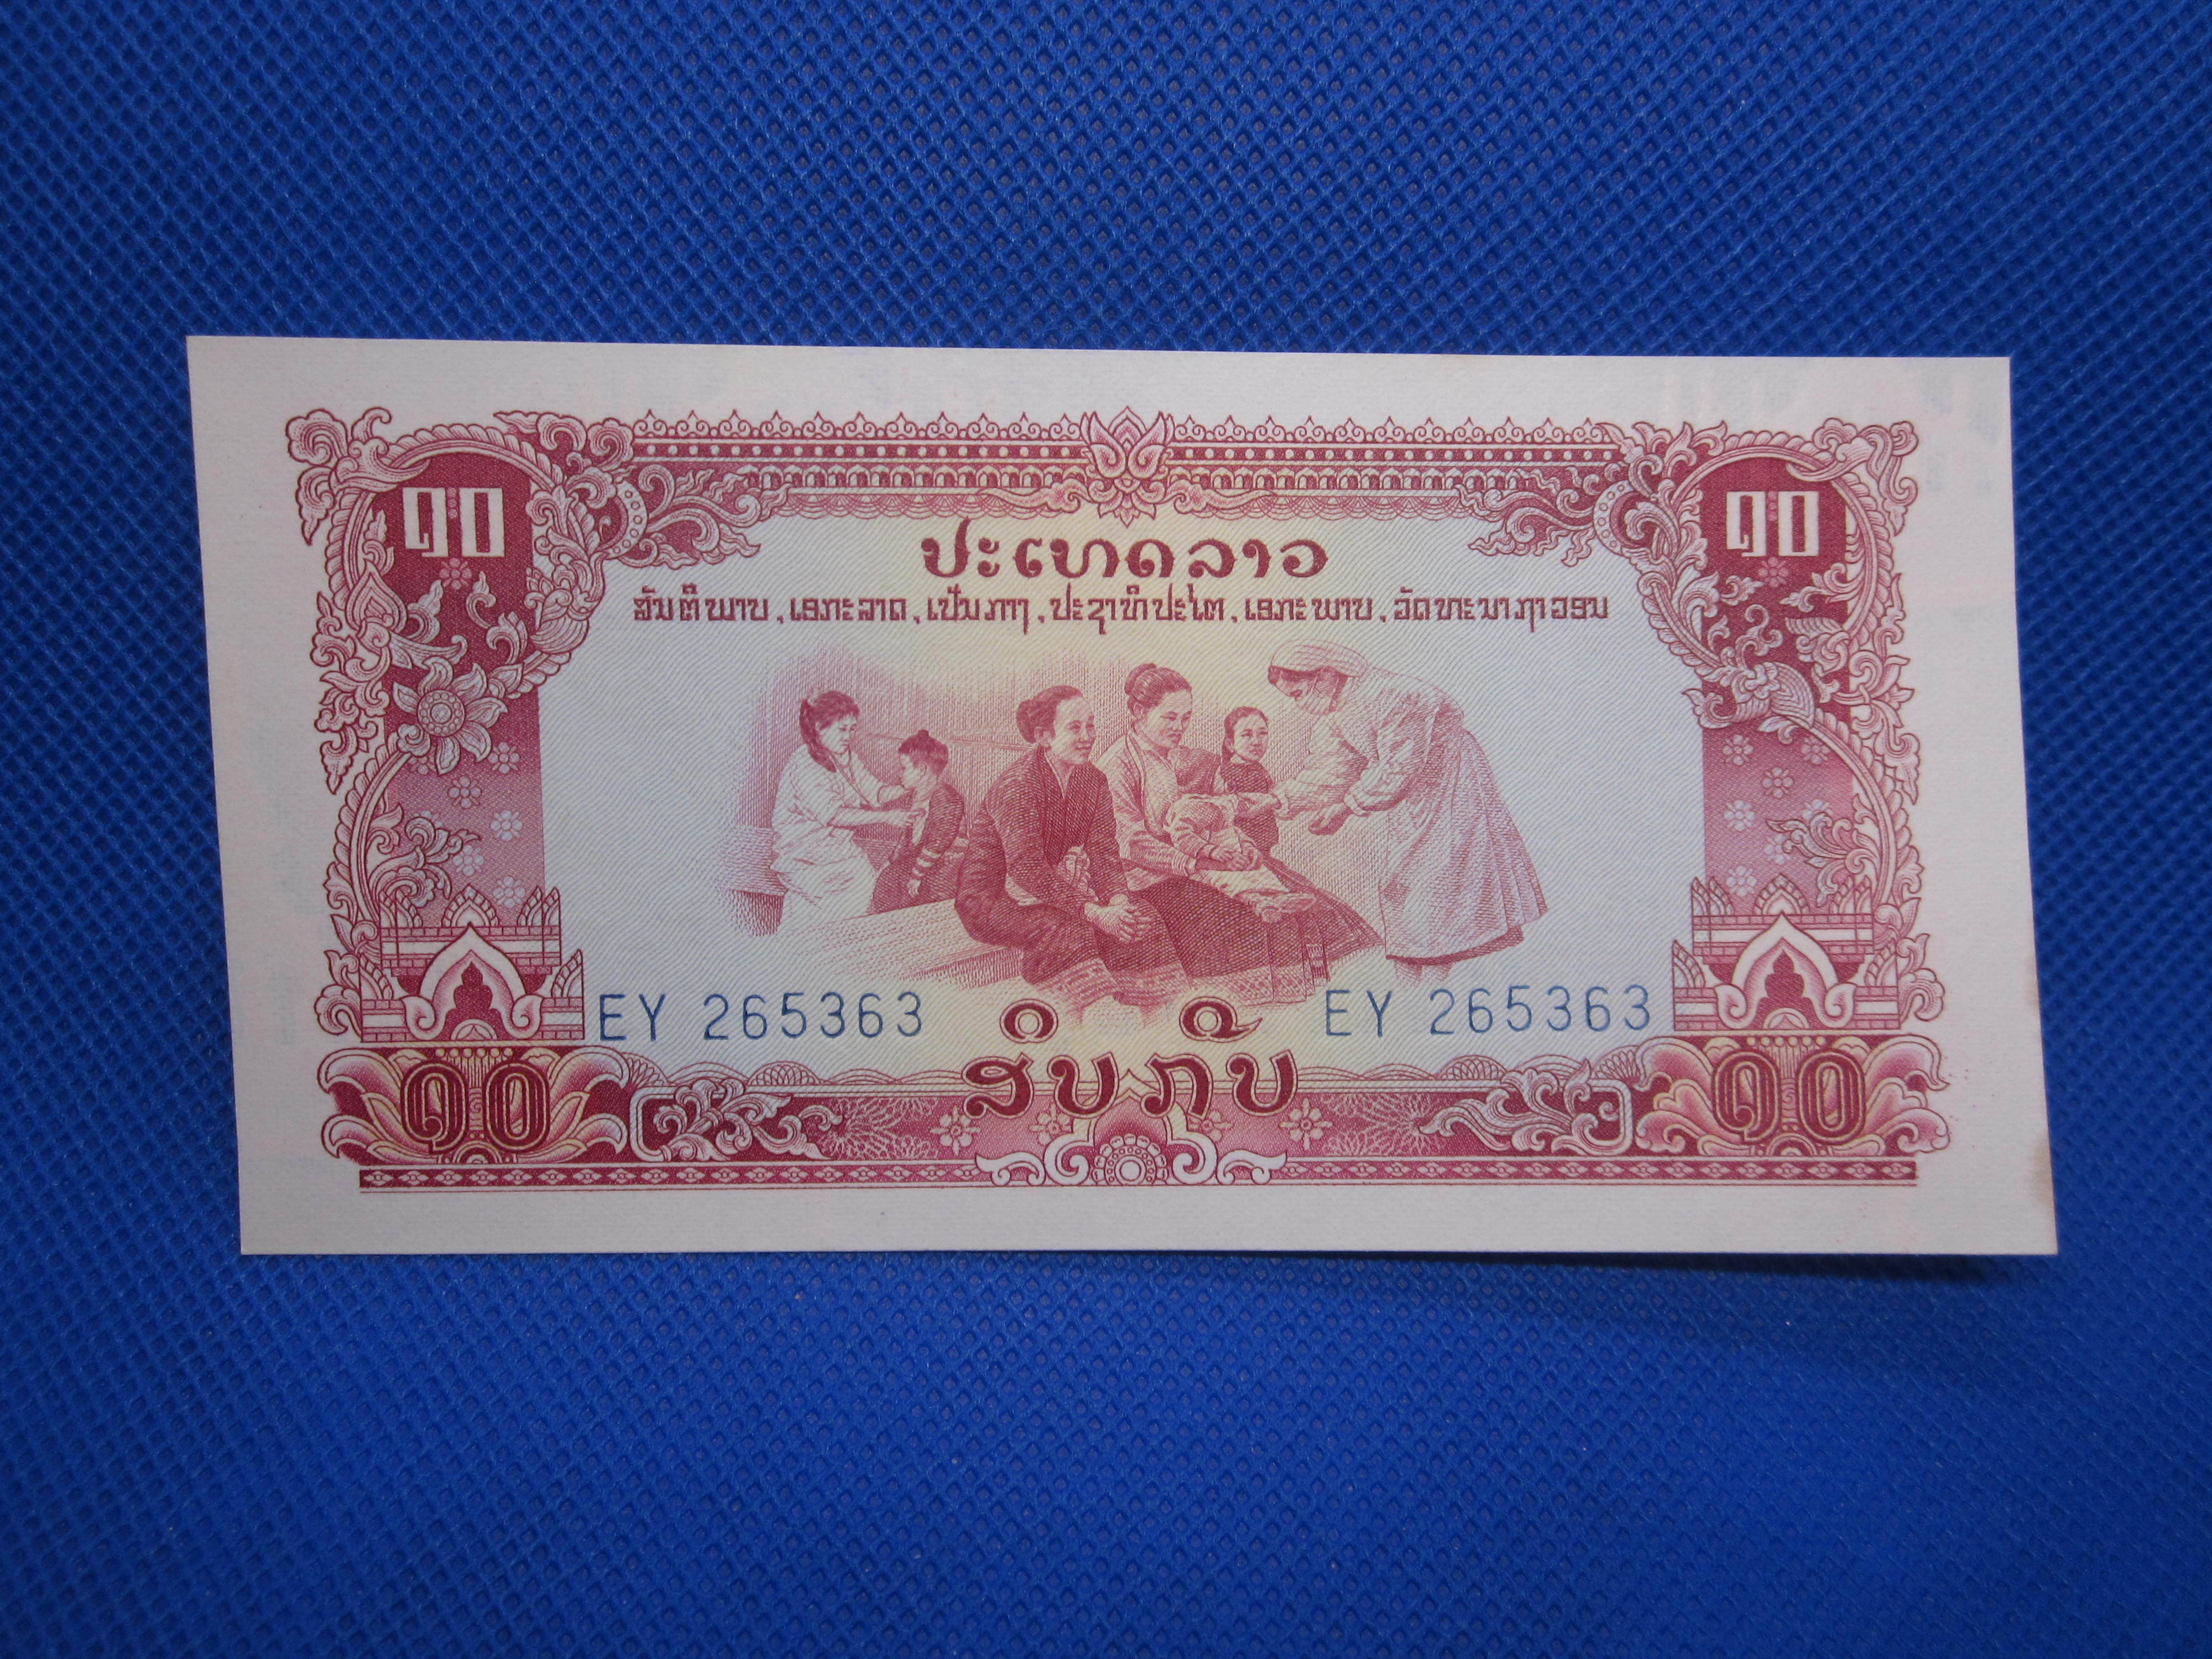 ໑໐ ໑໐
ປະເທດລາວ
ສັນຕິພາບ, ເອກະລາດ, ເປັນກາງ, ປະຊາທິປະໄຕ, ເອກະພາບ, ວັດທະນາຖາວອນ
EY 265363 EY 265363
ສິບກີບ
໑໐ ໑໐